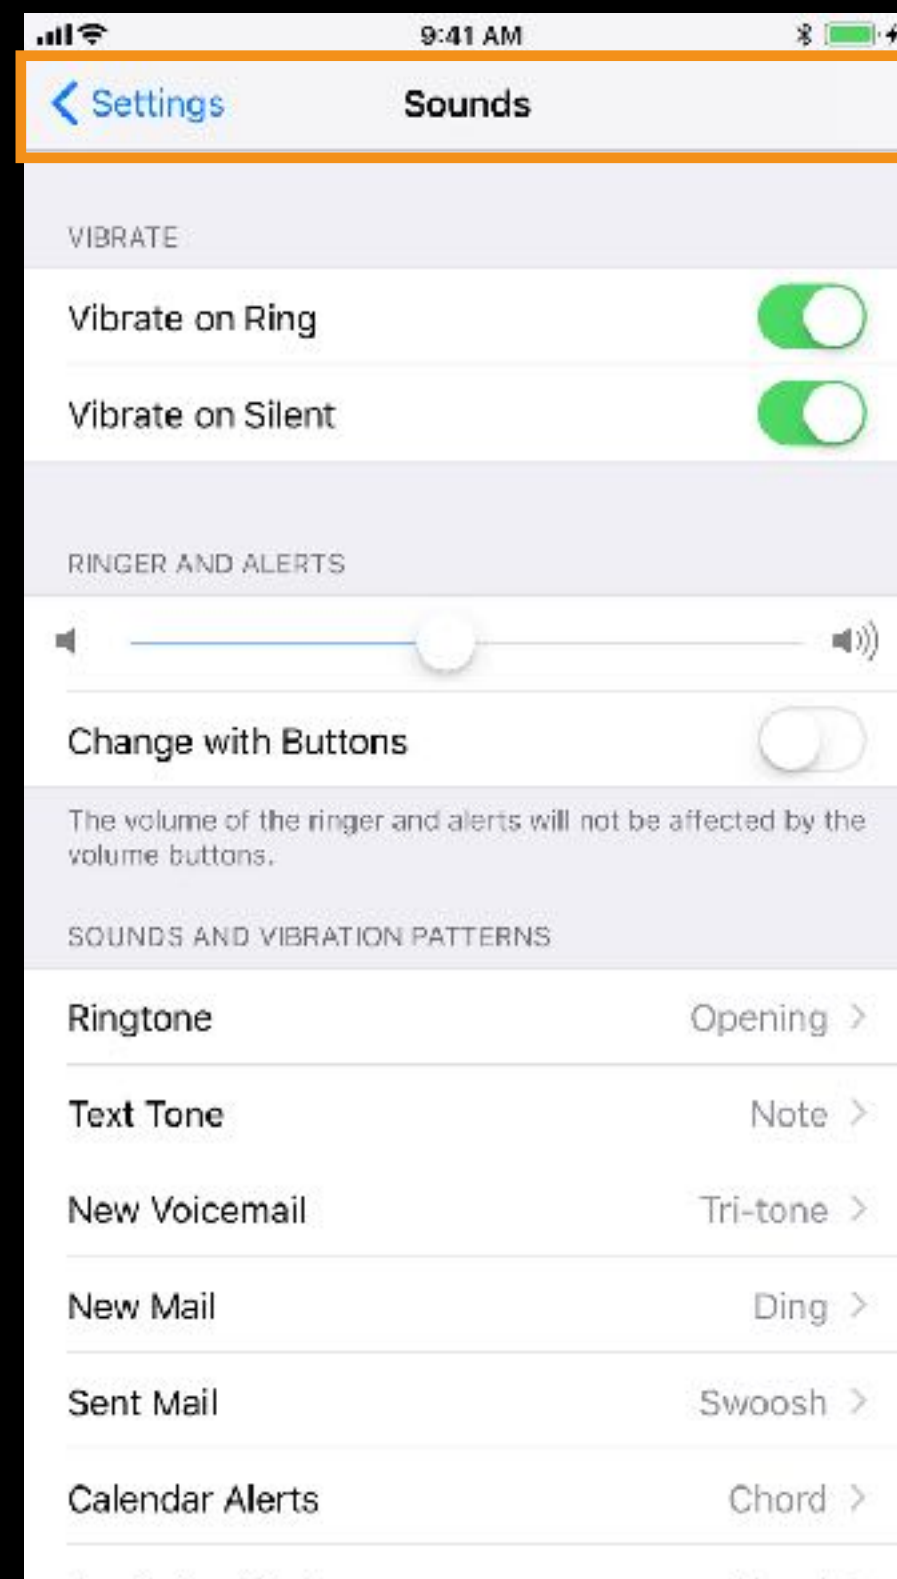 9:41 AM
Settings Sounds
VIBRATE
Vibrate on Ring
Vibrate on Silent
RINGER AND ALERTS
Change with Buttons
The volume of the ringer and alerts will not be affected by the
volume buttons.
SOUNDS AND VIBRATION PATTERNS
Ringtone Opening
Text Tone Note
New Voicemail Tri-tone
New Mail Ding
Sent Mail Swoosh
Calendar Alerts Chord